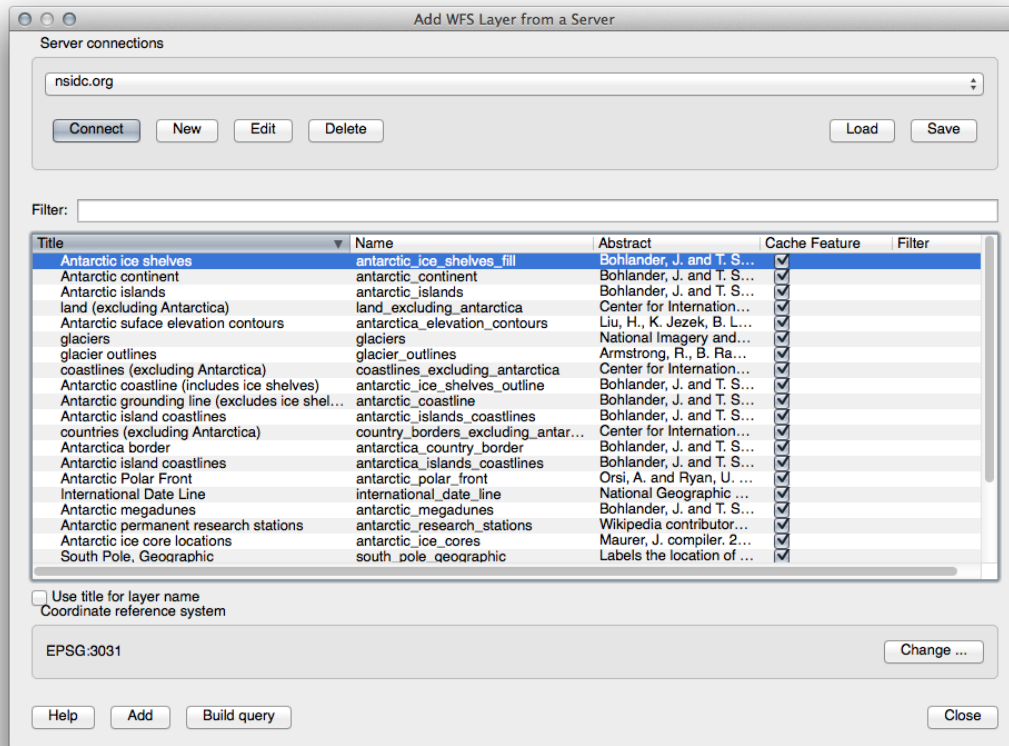 Add WFS Layer from a Server
Server connections
nsidc.org
Connect New Edit Delete Load Save
Filter:
Title Name Abstract Cache Feature Filter
Antarctic ice shelves antarctic_ice_shelves_fill Bohlander, J. and T. S...
Antarctic continent antarctic_continent Bohlander, J. and T. S...
Antarctic islands antarctic_islands Bohlander, J. and T. S...
land (excluding Antarctica) land_excluding_antarctica Center for Internation...
Antarctic suface elevation contours antarctica_elevation_contours Liu, H., K. Jezek, B. L...
glaciers glaciers National Imagery and...
glacier outlines glacier_outlines Armstrong, R., B. Ra...
coastlines (excluding Antarctica) coastlines_excluding_antarctica Center for Internation...
Antarctic coastline (includes ice shelves) antarctic_ice_shelves_outline Bohlander, J. and T. S...
Antarctic grounding line (excludes ice shel... antarctic_coastline Bohlander, J. and T. S...
Antarctic island coastlines antarctic_islands_coastlines Bohlander, J. and T. S...
countries (excluding Antarctica) country_borders_excluding_antar... Center for Internation...
Antarctica border antarctica_country_border Bohlander, J. and T. S...
Antarctic island coastlines antarctica_islands_coastlines Bohlander, J. and T. S...
Antarctic Polar Front antarctic_polar_front Orsi, A. and Ryan, U. ...
International Date Line international_date_line National Geographic ...
Antarctic megadunes antarctic_megadunes Bohlander, J. and T. S...
Antarctic permanent research stations antarctic_research_stations Wikipedia contributor...
Antarctic ice core locations antarctic_ice_cores Maurer, J. compiler. 2...
South Pole, Geographic south_pole_geographic Labels the location of ...
Use title for layer name
Coordinate reference system
EPSG:3031 Change ...
Help Add Build query Close